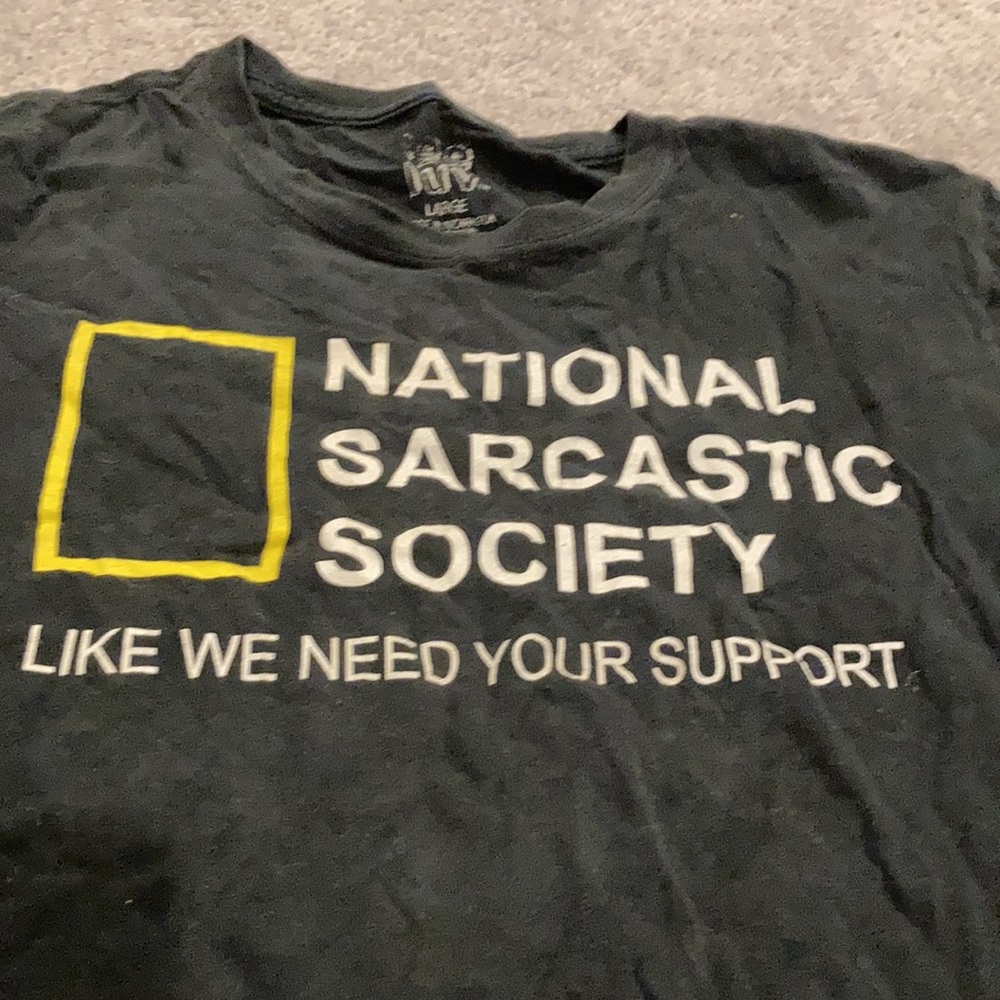 LARGE
NATIONAL
SARCASTIC
SOCIETY
LIKE WE NEED YOUR SUPPORT.